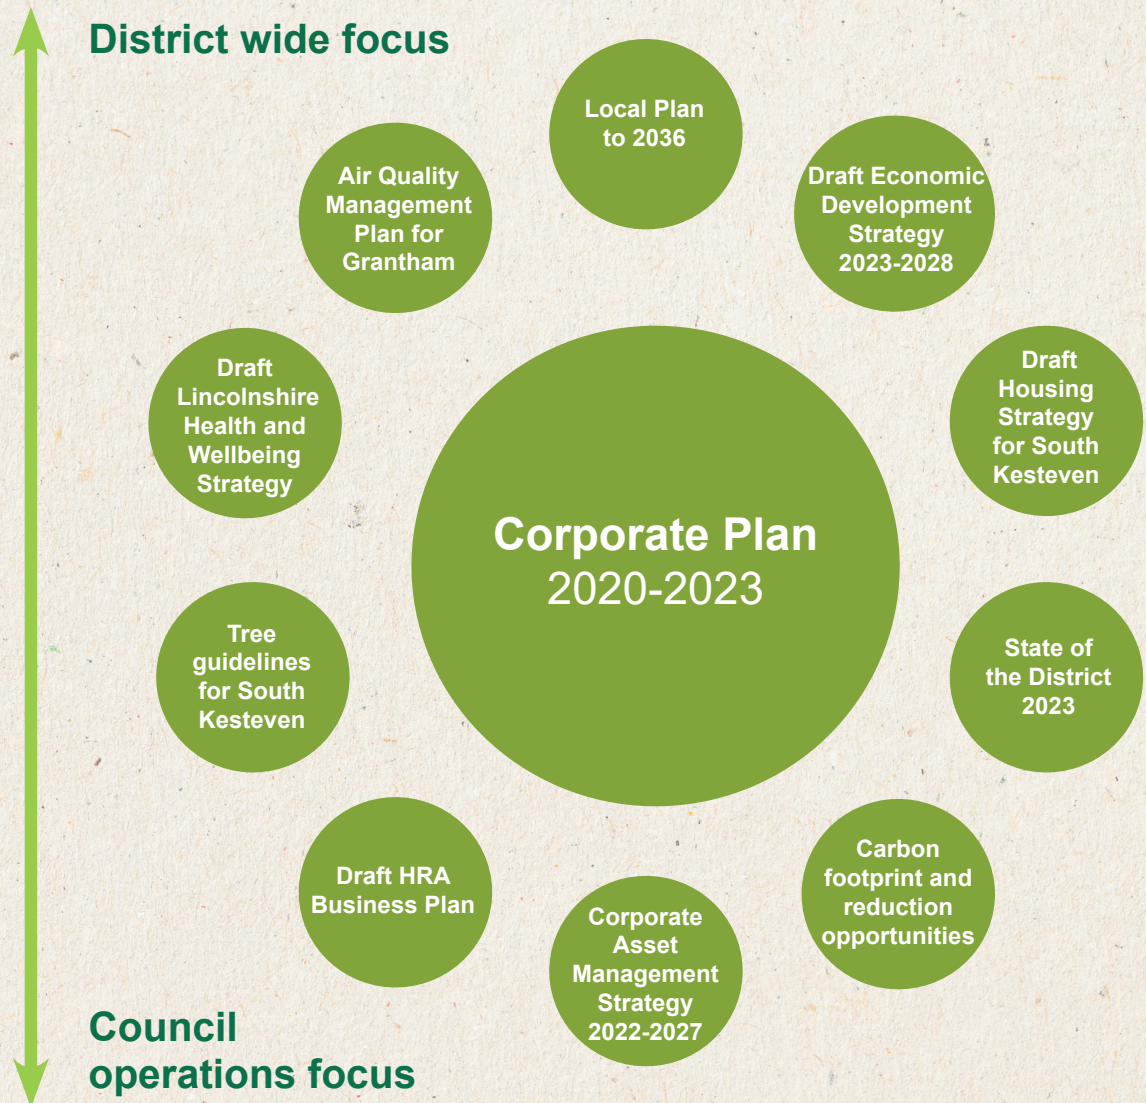 District wide focus
Local Plan
to 2036
Air Quality
Management
Plan for
Grantham
Draft Economic
Development
Strategy
2023-2028
Draft
Lincolnshire
Health and
Wellbeing
Strategy
Draft
Housing
Strategy
for South
Kesteven
Corporate Plan
2020-2023
Tree
guidelines
for South
Kesteven
State of
the District
2023
Draft HRA
Business Plan
Corporate
Asset
Management
Strategy
2022-2027
Carbon
footprint and
reduction
opportunities
Council
operations focus